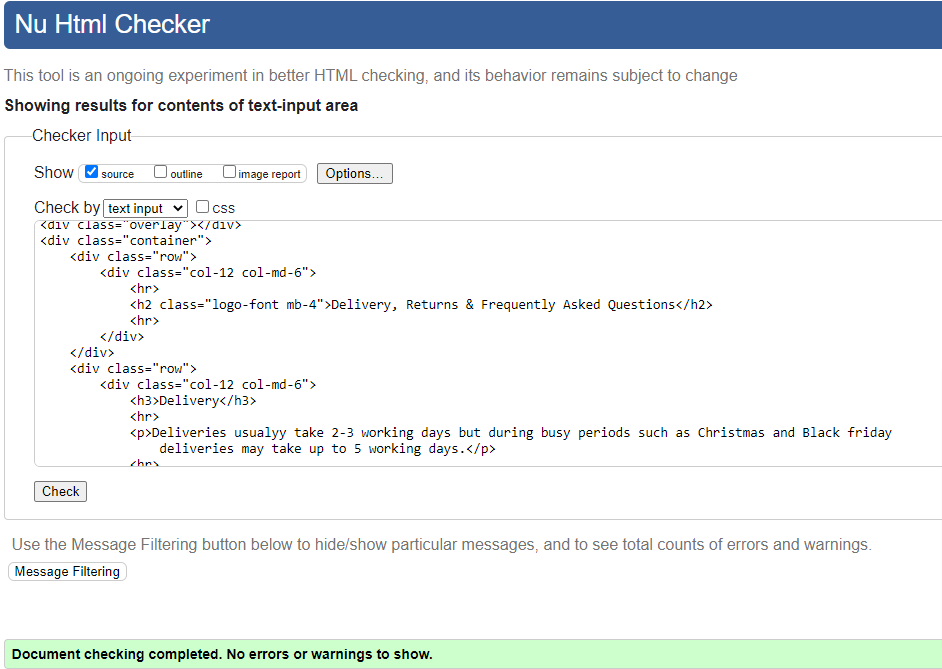 Nu Html Checker
This tool is an ongoing experiment in better HTML checking, and its behavior remains subject to change
Showing results for contents of text-input area
Checker Input
Show source outline image report Options...
Check by text input css
<div class="overlay"></div>
<div class="container">
<div class="row">
<div class="col-12 col-md-6">
<hr>
<h2 class="logo-font mb-4">Delivery, Returns & Frequently Asked Questions</h2>
<hr>
</div>
</div>
<div class="row">
<div class="col-12 col-md-6">
<h3>Delivery</h3>
<hr>
<p>Deliveries usualyy take 2-3 working days but during busy periods such as Christmas and Black friday
deliveries may take up to 5 working days.</p>
<hr>
Check
Use the Message Filtering button below to hide/show particular messages, and to see total counts of errors and warnings.
Message Filtering
Document checking completed. No errors or warnings to show.